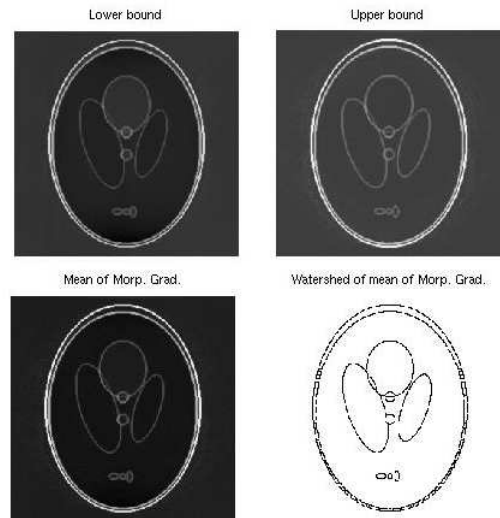 Lower bound
Upper bound
Mean of Morp. Grad.
Watershed of mean of Morp. Grad.